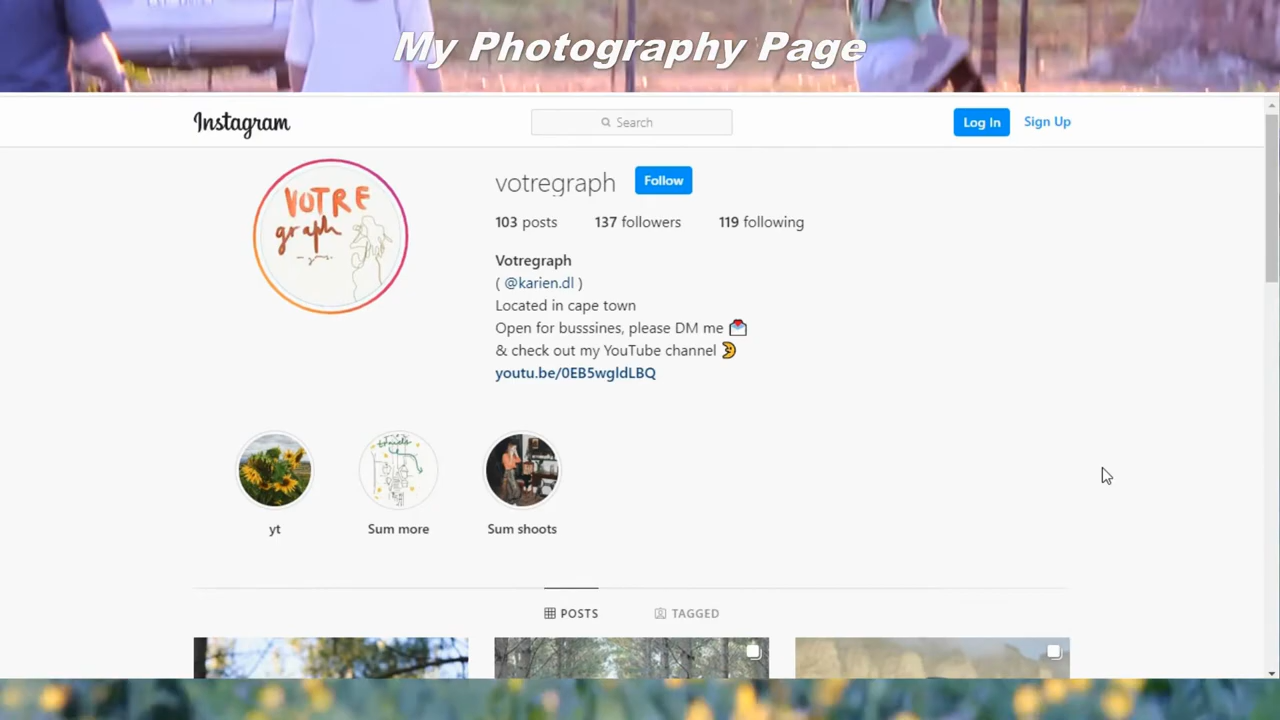 My Photography Page
Instagram
Search
Log In
Sign Up
VOTRE
graph
votregraph
Follow
103 posts 137 followers 119 following
Votregraph
( @karien.dl )
Located in cape town
Open for busssines, please DM me
& check out my YouTube channel
youtu.be/0EB5wgldLBQ
yt
Sum more
Sum shoots
POSTS
TAGGED